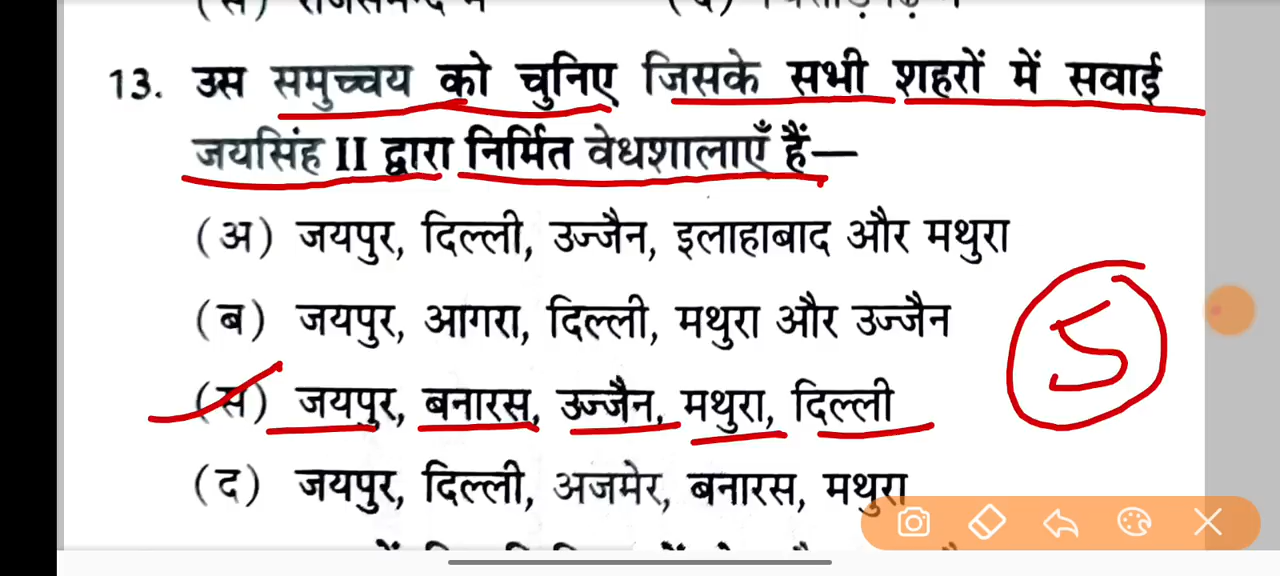 13. उस समुच्चय को चुनिए जिसके सभी शहरों में सवाई
जयसिंह II द्वारा निर्मित वेधशालाएँ हैं—
(अ) जयपुर, दिल्ली, उज्जैन, इलाहाबाद और मथुरा
(ब) जयपुर, आगरा, दिल्ली, मथुरा और उज्जैन
(स) जयपुर, बनारस, उज्जैन, मथुरा, दिल्ली
5
(द) जयपुर, दिल्ली, अजमेर, बनारस, मथुरा